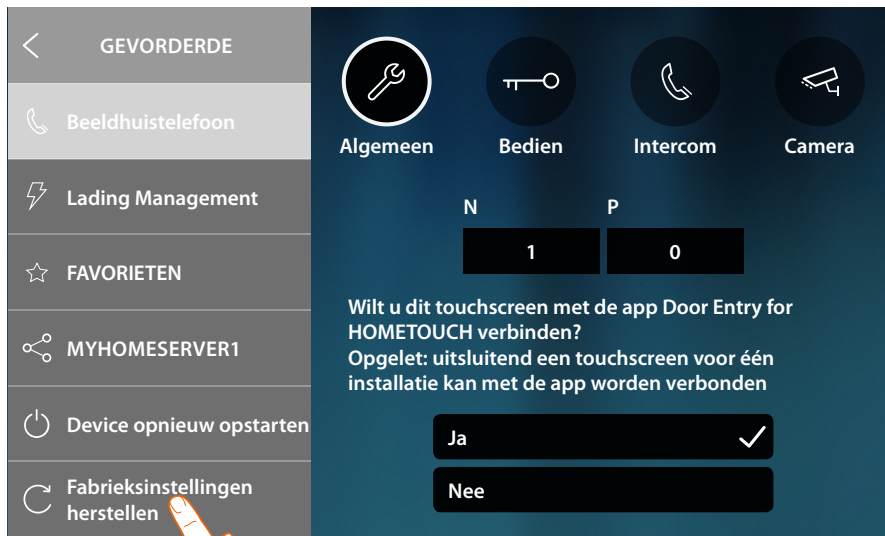 GEVORDERDE
Beeldhuistelefoon
Lading Management
FAVORIETEN
MYHOMESERVER1
Device opnieuw opstarten
Fabrieksinstellingen
herstellen
Algemeen
Bedien
Intercom
Camera
N
P
1
0
Wilt u dit touchscreen met de app Door Entry for
HOMETOUCH verbinden?
Opgelet: uitsluitend een touchscreen voor één
installatie kan met de app worden verbonden
Ja
Nee